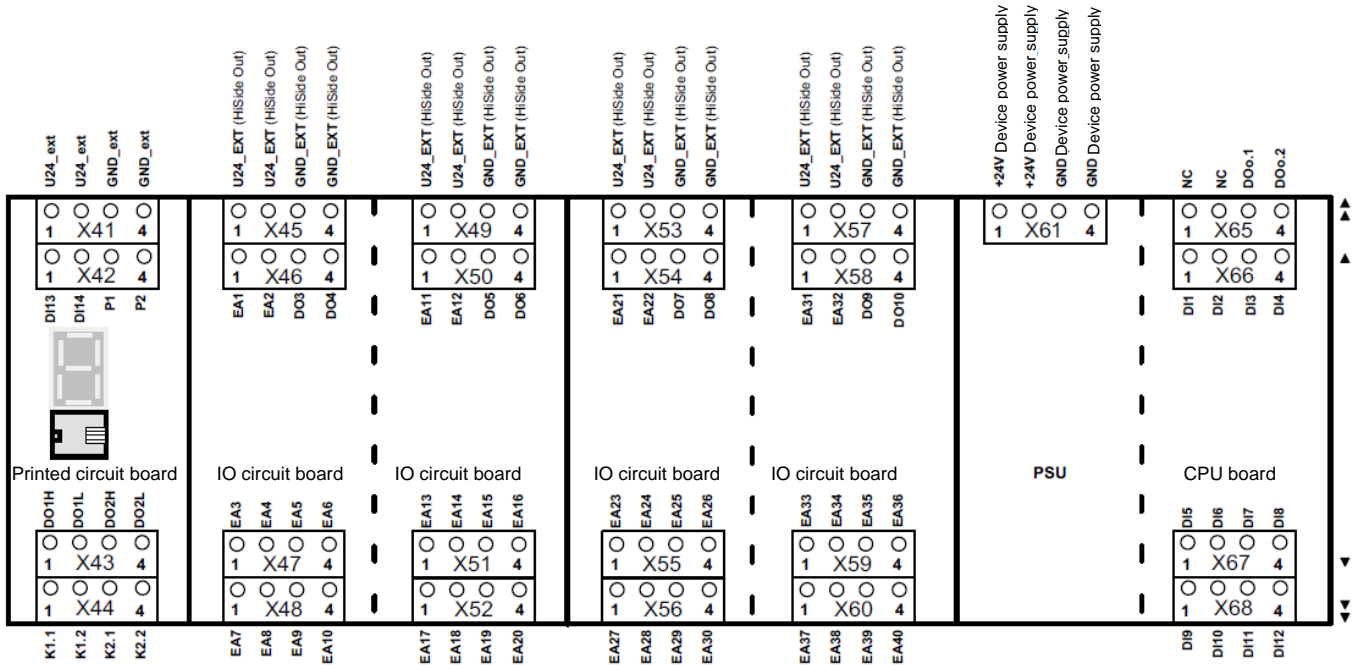 U24_ext
U24_ext
GND_ext
GND_ext
U24_EXT (HiSide Out)
U24_EXT (HiSide Out)
GND_EXT (HiSide Out)
GND_EXT (HiSide Out)
U24_EXT (HiSide Out)
U24_EXT (HiSide Out)
GND_EXT (HiSide Out)
GND_EXT (HiSide Out)
U24_EXT (HiSide Out)
U24_EXT (HiSide Out)
GND_EXT (HiSide Out)
GND_EXT (HiSide Out)
U24_EXT (HiSide Out)
U24_EXT (HiSide Out)
GND_EXT (HiSide Out)
GND_EXT (HiSide Out)
+24V Device power supply
+24V Device power supply
GND Device power supply
GND Device power supply
NC
NC
DOo.1
DOo.2
1 X41 4
1 X45 4
1 X49 4
1 X53 4
1 X57 4
1 X61 4
1 X65 4
1 X42 4
1 X46 4
1 X50 4
1 X54 4
1 X58 4
1 X66 4
DI13
DI14
P1
P2
EA1
EA2
DO3
DO4
EA11
EA12
DO5
DO6
EA21
EA22
DO7
DO8
EA31
EA32
DO9
DO10
DI1
DI2
DI3
DI4
Printed circuit board
IO circuit board
IO circuit board
IO circuit board
IO circuit board
PSU
CPU board
DO1H
DO1L
DO2H
DO2L
EA3
EA4
EA5
EA6
EA13
EA14
EA15
EA16
EA23
EA24
EA25
EA26
EA33
EA34
EA35
EA36
DI5
DI6
DI7
DI8
1 X43 4
1 X47 4
1 X51 4
1 X55 4
1 X59 4
1 X67 4
1 X44 4
1 X48 4
1 X52 4
1 X56 4
1 X60 4
1 X68 4
K1.1
K1.2
K2.1
K2.2
EA7
EA8
EA9
EA10
EA17
EA18
EA19
EA20
EA27
EA28
EA29
EA30
EA37
EA38
EA39
EA40
DI9
DI10
DI11
DI12